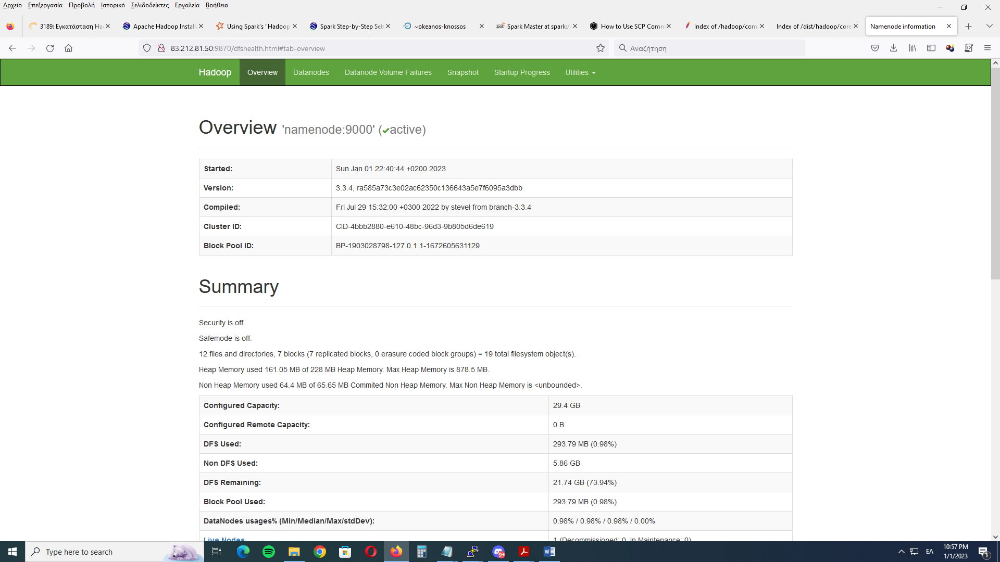 Αρχείο Επεξεργασία Προβολή Ιστορικό Σελιδοδείκτες Εργαλεία Βοήθεια
3189: Εγκατάσταση Ha
Apache Hadoop Install
Using Spark's "Hadoop
Spark Step-by-Step Set
~okeanos-knossos
Spark Master at spark:/
How to Use SCP Comm
Index of /hadoop/com
Index of /dist/hadoop/core
Namenode information
83.212.81.50:9870/dfshealth.html#tab-overview
Αναζήτηση
Hadoop Overview Datanodes Datanode Volume Failures Snapshot Startup Progress Utilities
Overview 'namenode:9000' (✔active)
Started: Sun Jan 01 22:40:44 +0200 2023
Version: 3.3.4, ra585a73c3e02ac62350c136643a5e7f6095a3dbb
Compiled: Fri Jul 29 15:32:00 +0300 2022 by stevel from branch-3.3.4
Cluster ID: CID-4bbb2880-e610-48bc-96d3-9b805d6de619
Block Pool ID: BP-1903028798-127.0.1.1-1672605631129
Summary
Security is off.
Safemode is off.
12 files and directories, 7 blocks (7 replicated blocks, 0 erasure coded block groups) = 19 total filesystem object(s).
Heap Memory used 161.05 MB of 228 MB Heap Memory. Max Heap Memory is 878.5 MB.
Non Heap Memory used 64.4 MB of 65.65 MB Commited Non Heap Memory. Max Non Heap Memory is <unbounded>.
Configured Capacity: 29.4 GB
Configured Remote Capacity: 0 B
DFS Used: 293.79 MB (0.98%)
Non DFS Used: 5.86 GB
DFS Remaining: 21.74 GB (73.94%)
Block Pool Used: 293.79 MB (0.98%)
DataNodes usages% (Min/Median/Max/stdDev): 0.98% / 0.98% / 0.98% / 0.00%
Live Nodes 1 (Decommissioned: 0, In Maintenance: 0)
Type here to search
9+
ΕΛ
10:57 PM
1/1/2023
1